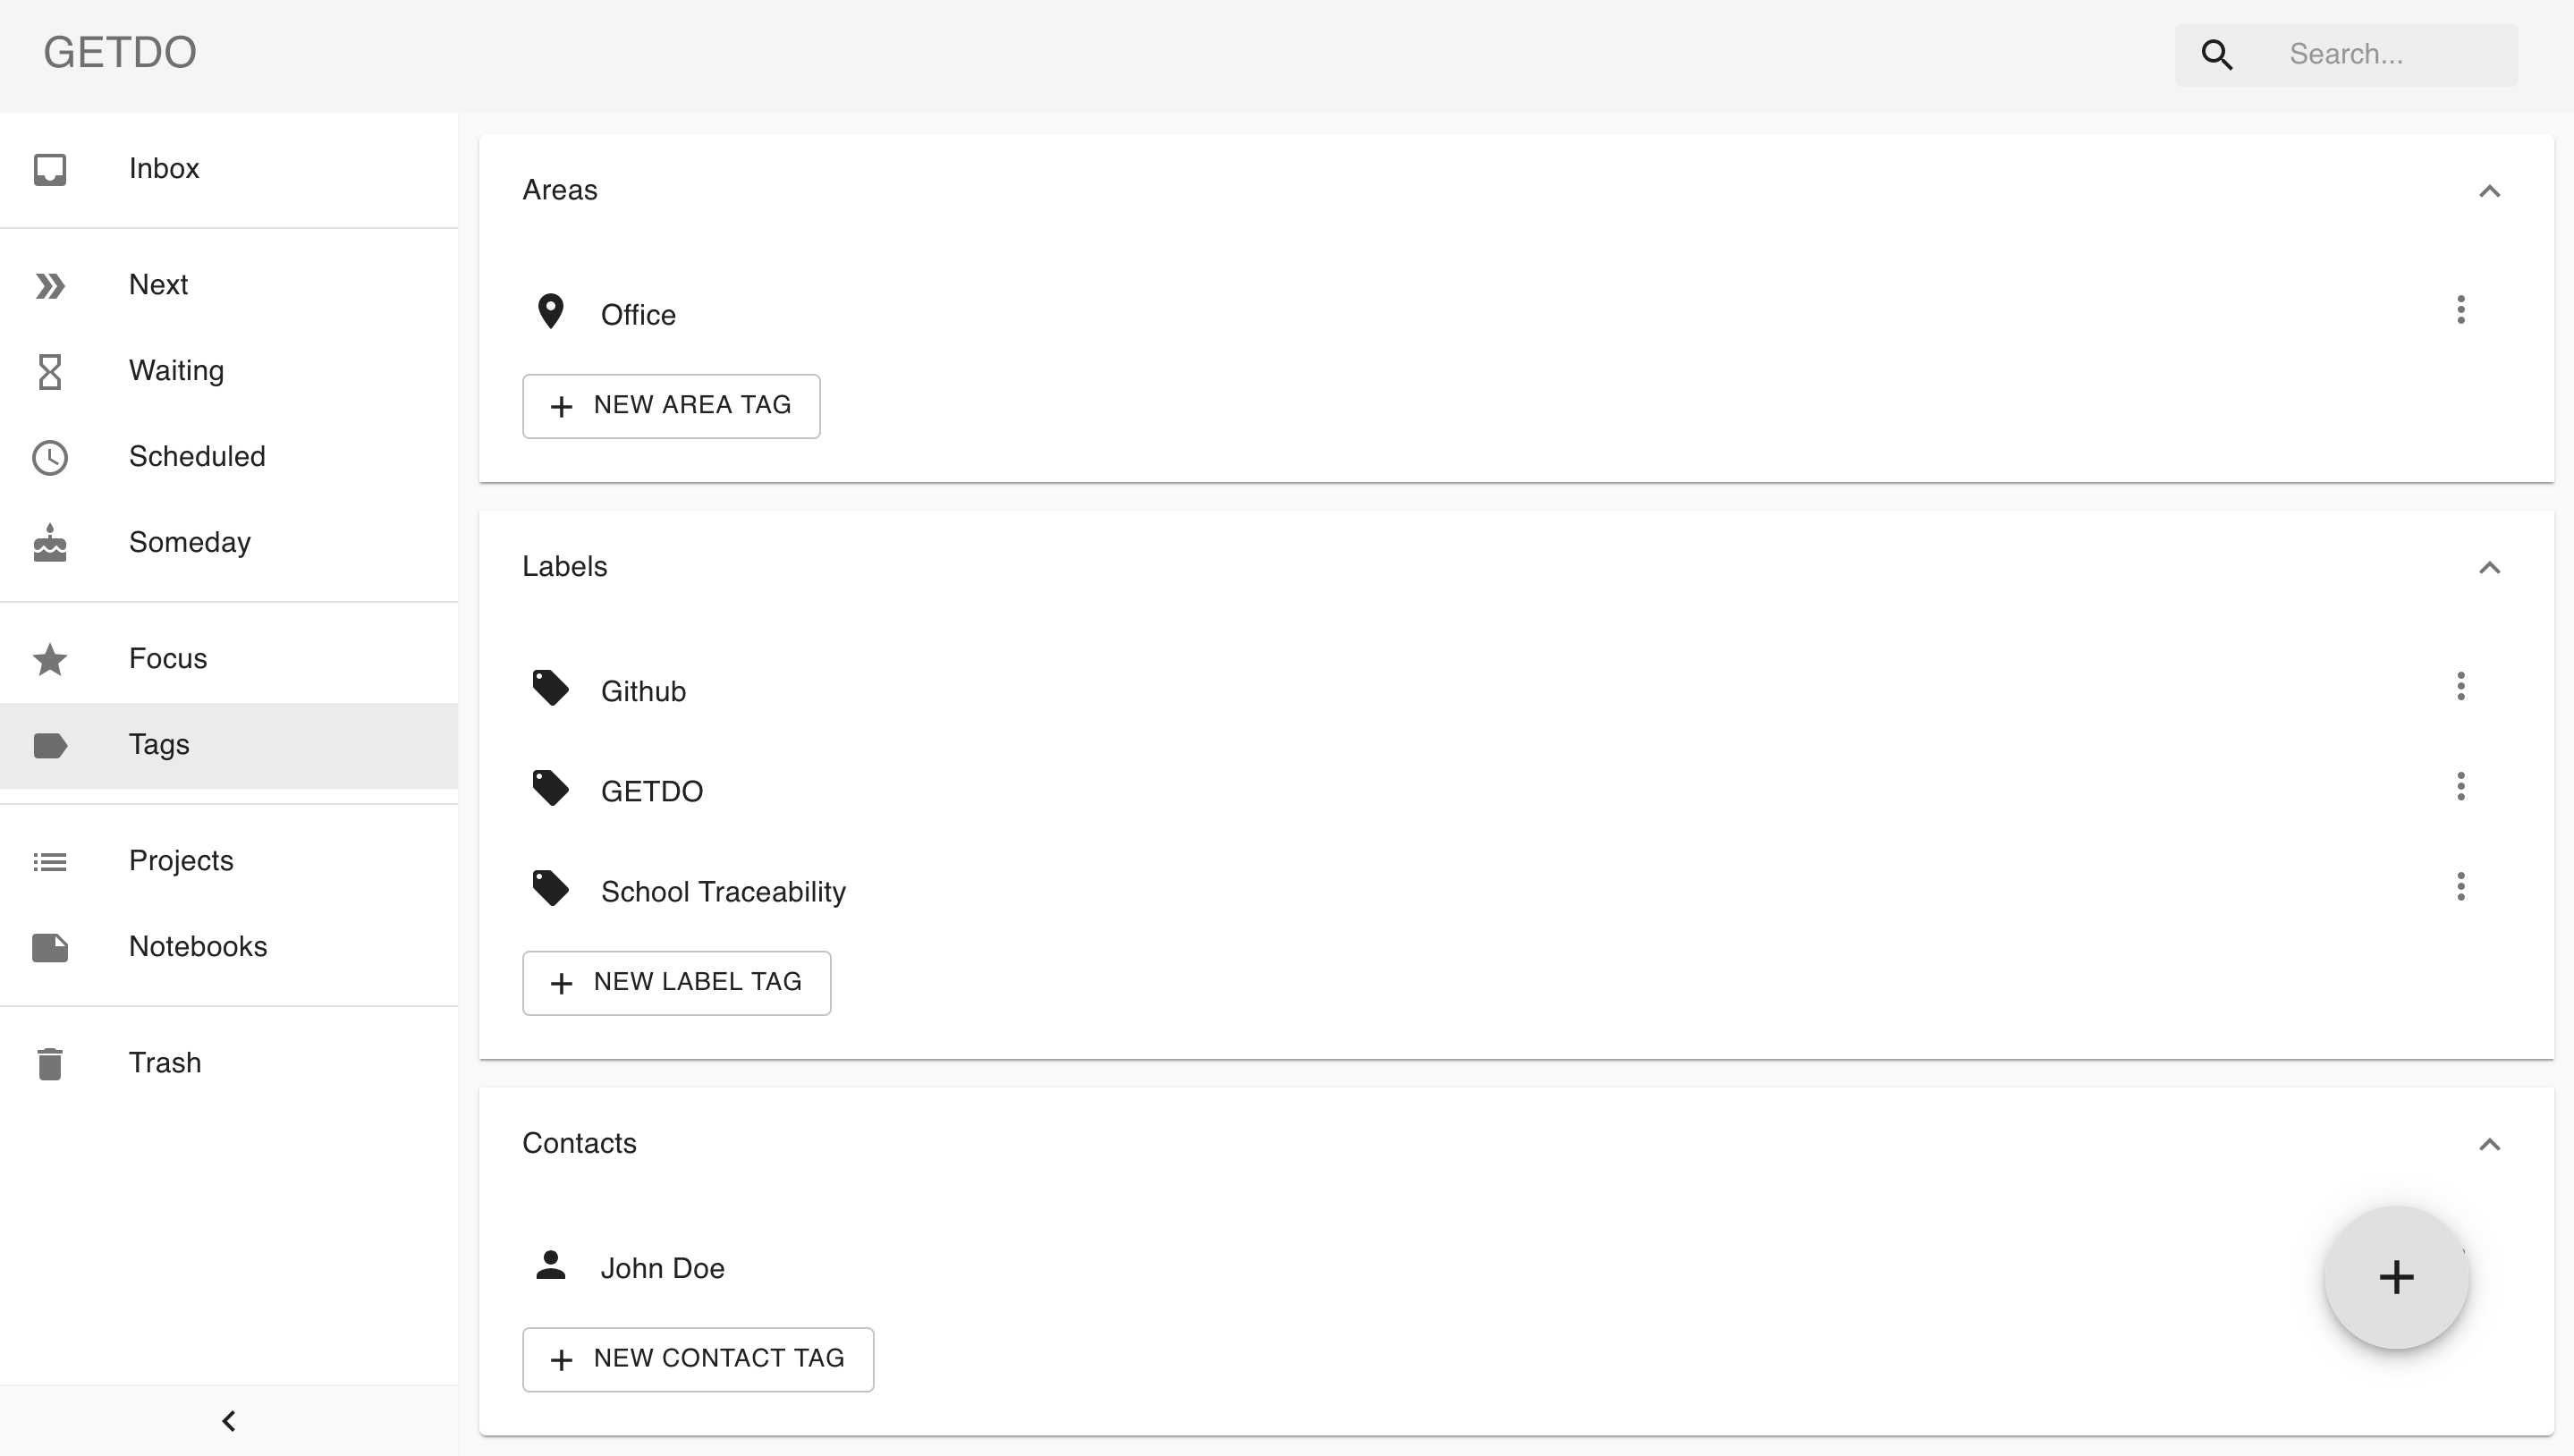 GETDO
Search...
Inbox
Next
Waiting
Scheduled
Someday
Focus
Tags
Projects
Notebooks
Trash
Areas
Office
NEW AREA TAG
Labels
Github
GETDO
School Traceability
NEW LABEL TAG
Contacts
John Doe
NEW CONTACT TAG